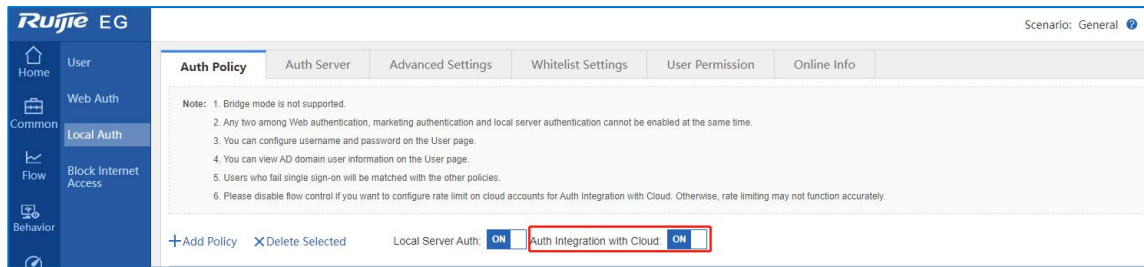 Ruijie EG
Scenario: General ?
Home
Common
Flow
Behavior
User
Web Auth
Local Auth
Block Internet
Access
Auth Policy Auth Server Advanced Settings Whitelist Settings User Permission Online Info
Note: 1. Bridge mode is not supported.
2. Any two among Web authentication, marketing authentication and local server authentication cannot be enabled at the same time.
3. You can configure username and password on the User page.
4. You can view AD domain user information on the User page.
5. Users who fail single sign-on will be matched with the other policies.
6. Please disable flow control if you want to configure rate limit on cloud accounts for Auth Integration with Cloud. Otherwise, rate limiting may not function accurately.
+Add Policy XDelete Selected Local Server Auth: ON Auth Integration with Cloud: ON